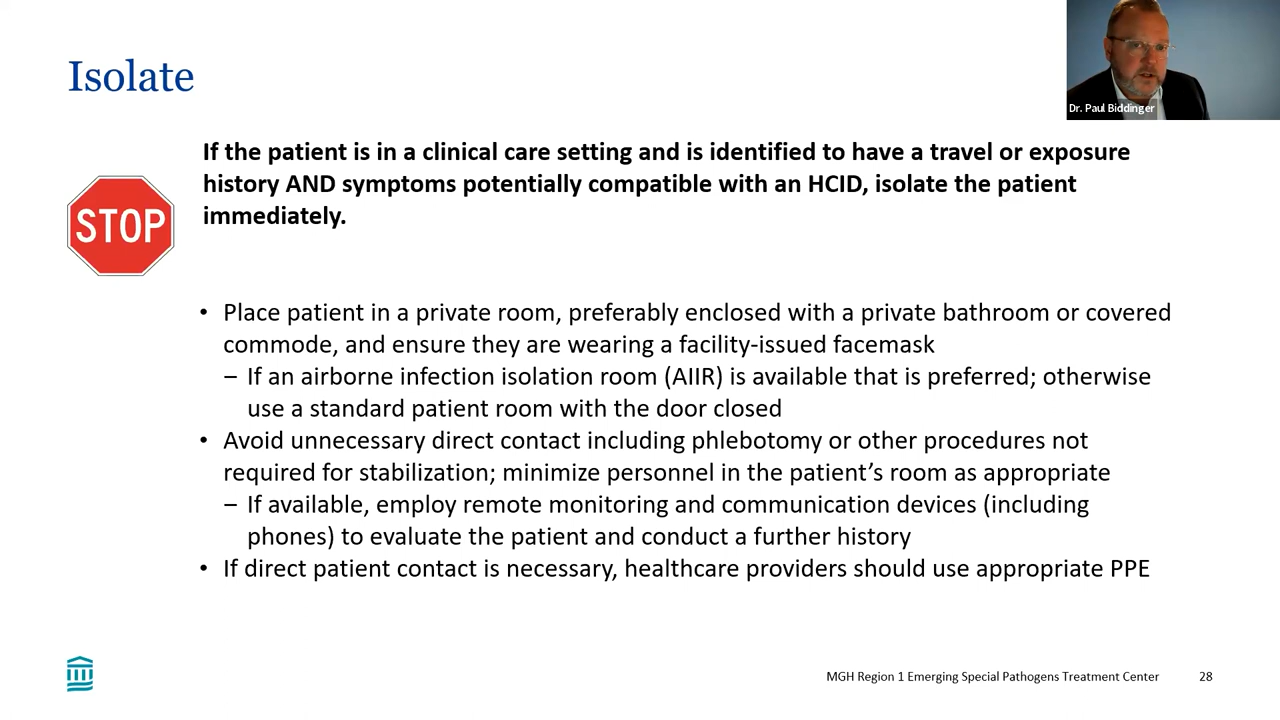 Isolate
Dr. Paul Biddinger
If the patient is in a clinical care setting and is identified to have a travel or exposure
history AND symptoms potentially compatible with an HCID, isolate the patient
immediately.
STOP
• Place patient in a private room, preferably enclosed with a private bathroom or covered
commode, and ensure they are wearing a facility-issued facemask
– If an airborne infection isolation room (AIIR) is available that is preferred; otherwise
use a standard patient room with the door closed
• Avoid unnecessary direct contact including phlebotomy or other procedures not
required for stabilization; minimize personnel in the patient’s room as appropriate
– If available, employ remote monitoring and communication devices (including
phones) to evaluate the patient and conduct a further history
• If direct patient contact is necessary, healthcare providers should use appropriate PPE
MGH Region 1 Emerging Special Pathogens Treatment Center
28